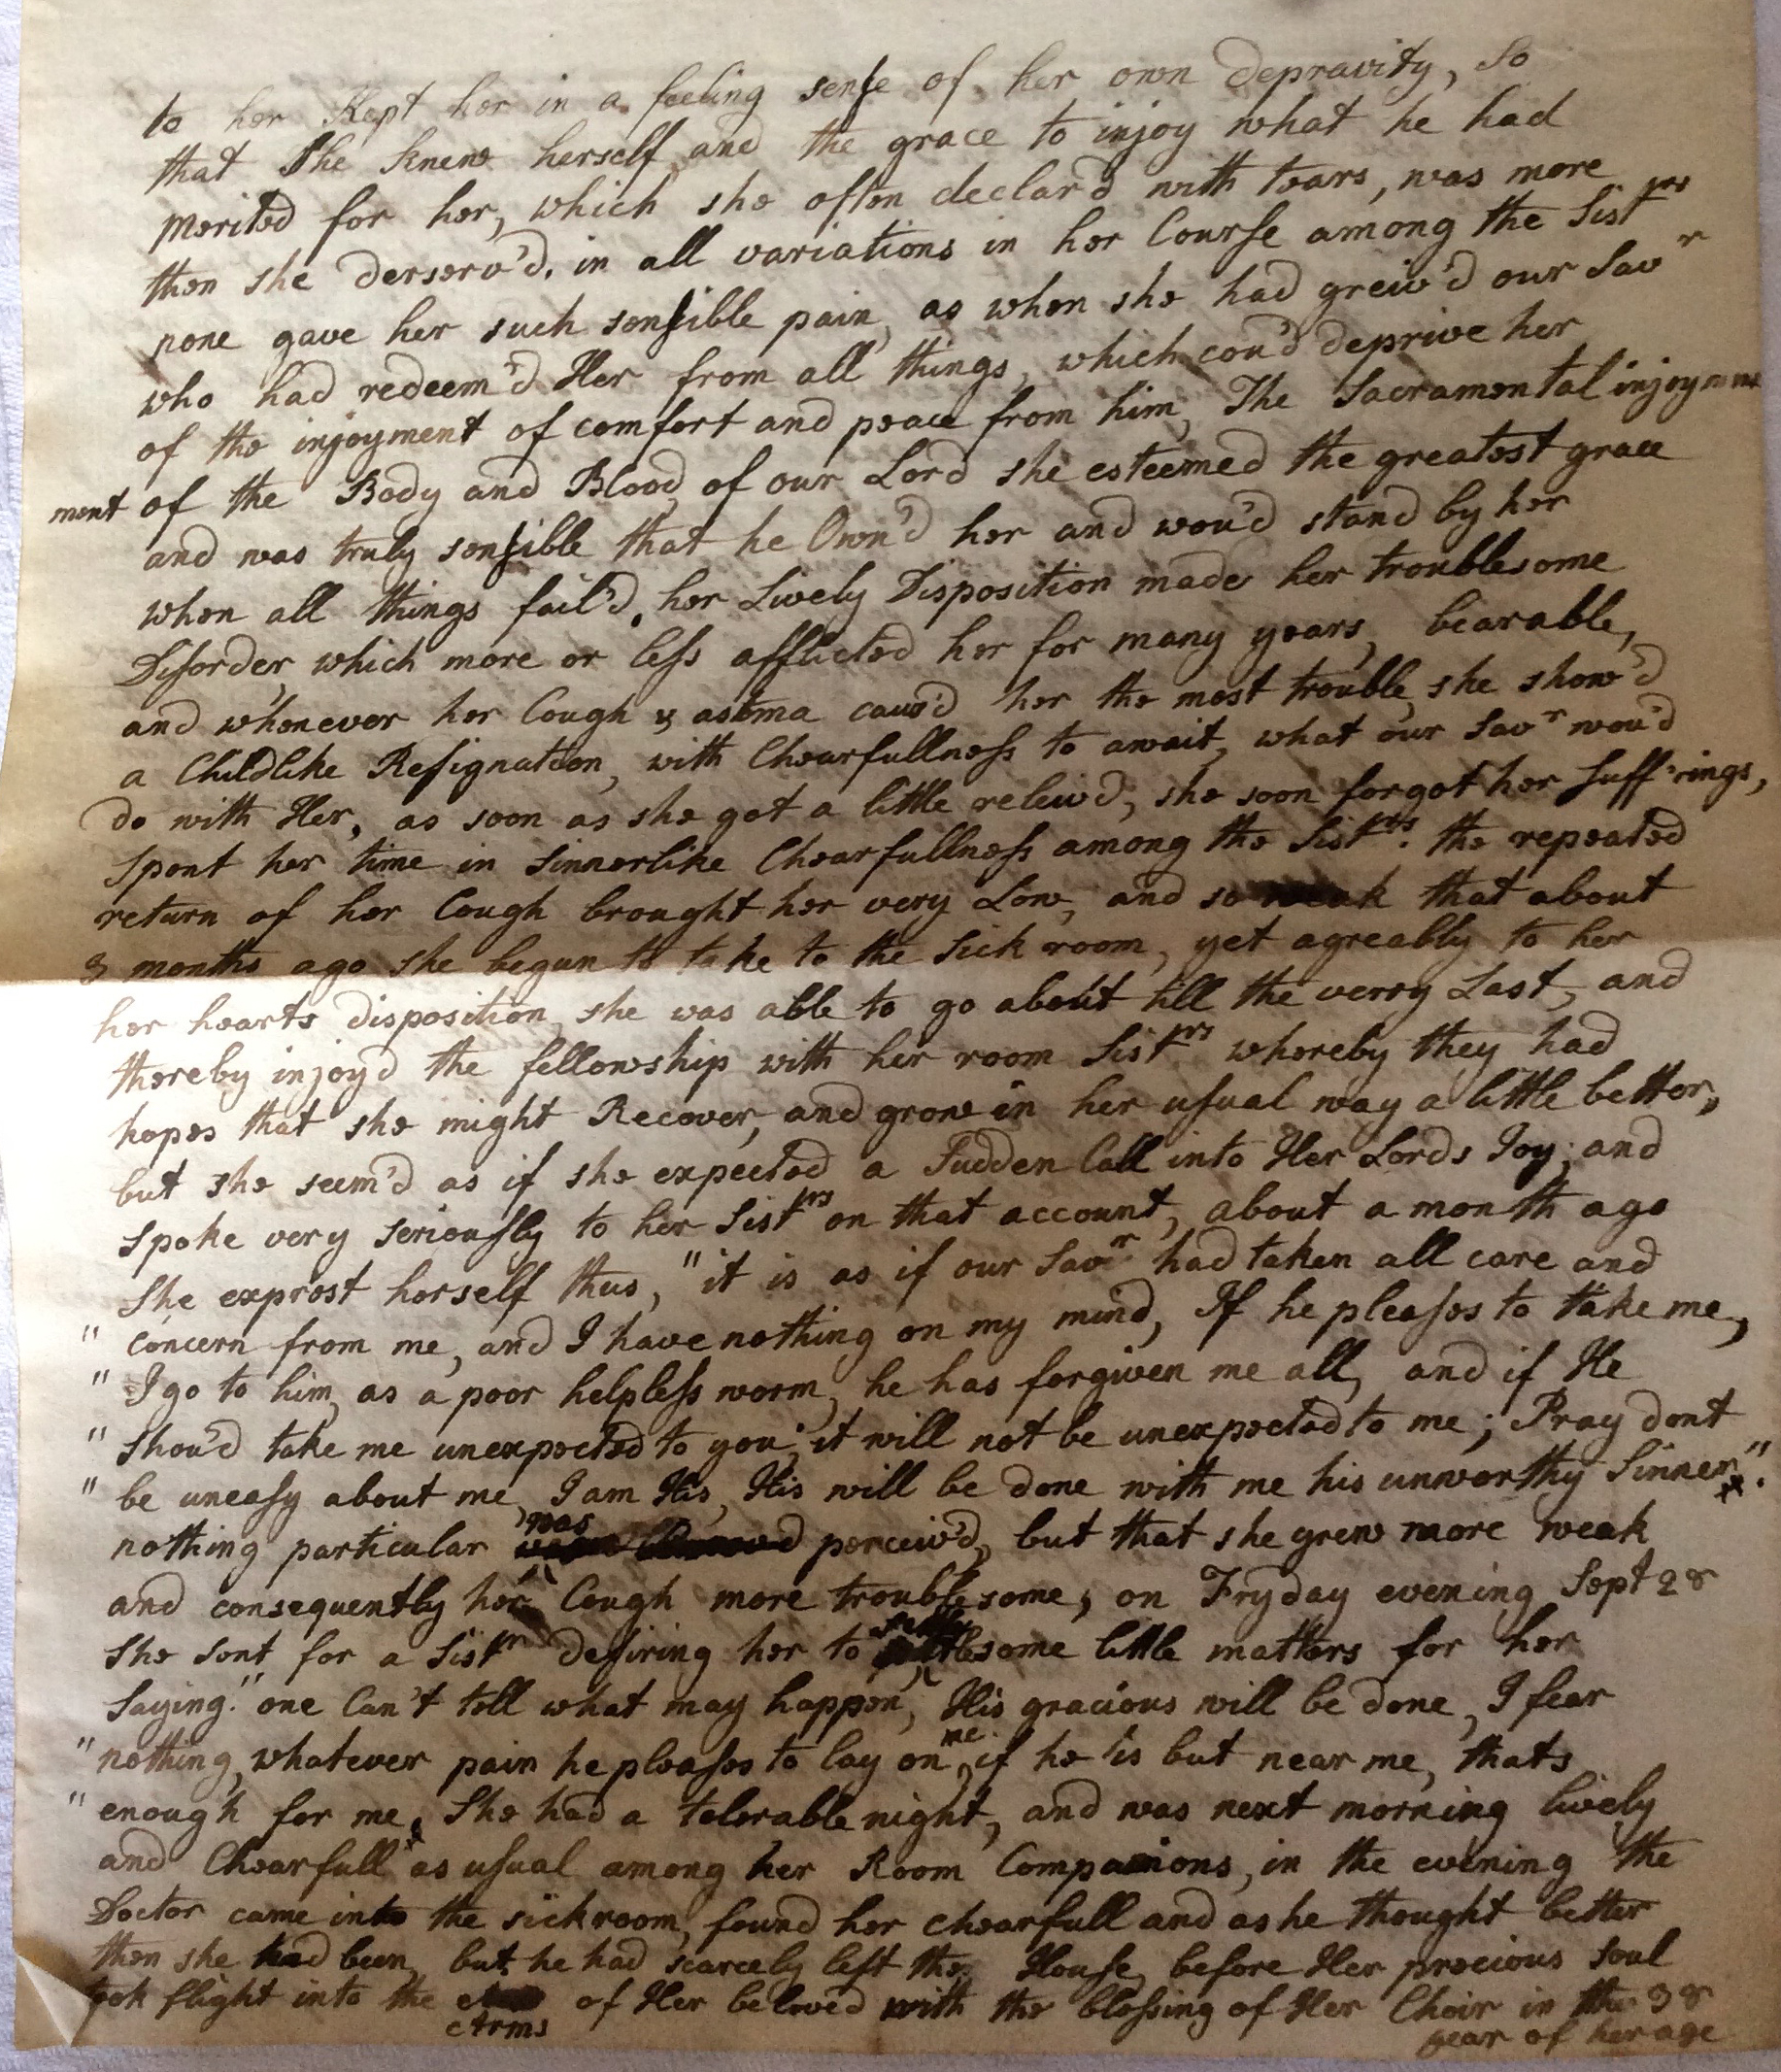 to her Kept her in a feeling sense of her own Depravity, So
that She knew herself, and the grace to injoy what he had
merited for her, which she often declar'd with tears, was more
then she Derserv'd. in all variations in her Course among the Sistrs
none gave her such sensible pain, as when she had greiv'd our Savr
who had redeem'd Her from all things, which cou'd deprive her
of the injoyment of comfort and peace from him, The Sacramental injoyment
ment of the Body and Blood of our Lord she esteemed the greatest grace
and was truly sensible that he Own'd her and wou'd stand by her
when all things fail'd. her Lively Disposition made her troublesome
Disorder, which more or less afflicted her for many years, bearable,
and whenever her Cough & astma caus'd her the most trouble, she show'd
a Childlike Resignation, with Chearfullness to await, what our Savr wou'd
do with Her, as soon as she got a little releiv'd, she soon forgot her Suff'rings,
Spent her time in Sinnerlike Chearfullness among the Sistrs. the repeated
return of her Cough brought her very Low, and so weak that about
3 months ago she begun to take to the Sick room, yet agreably to her
her hearts disposition, she was able to go about till the verry Last, and
thereby injoy'd the fellowship with her room Sistrs whereby they had
hopes that she might Recover, and grow in her usual way a little better,
but she seem'd as if she expected a Sudden Call into Her Lords Joy; and
Spoke very Seriously to her Sistrs on that account, about a month ago
She exprest herself thus, "it is as if our Savr had taken all care and
" concern from me, and I have nothing on my mind, If he pleases to take me,
" I go to him, as a poor helpless worm, he has forgiven me all, and if He
" Shou'd take me unexpected to you, it will not be unexpected to me; Pray dont
" be uneasy about me, I am His, His will be done with me his unworthy Sinner".
nothing particular was perceiv'd, but that she grew more weak
and consequently her Cough more troublesome; on Fryday evening Sept 28
She sent for a Sistr desiring her to settle some little matters for her
Saying." one Can't tell what may happen, His gracious will be done, I fear
" nothing, whatever pain he pleases to lay on me, if he is but near me, thats
" enough for me, She had a tolerable night, and was next morning lively
and Chearfull as usual among her Room Companions, in the evening the
Doctor came into the sickroom, found her chearfull and as he thought better
then she had been, but he had scarcely left the House, before Her precious Soul
took flight into the Arms of Her beloved with the blessing of Her Choir in the 38
year of her age